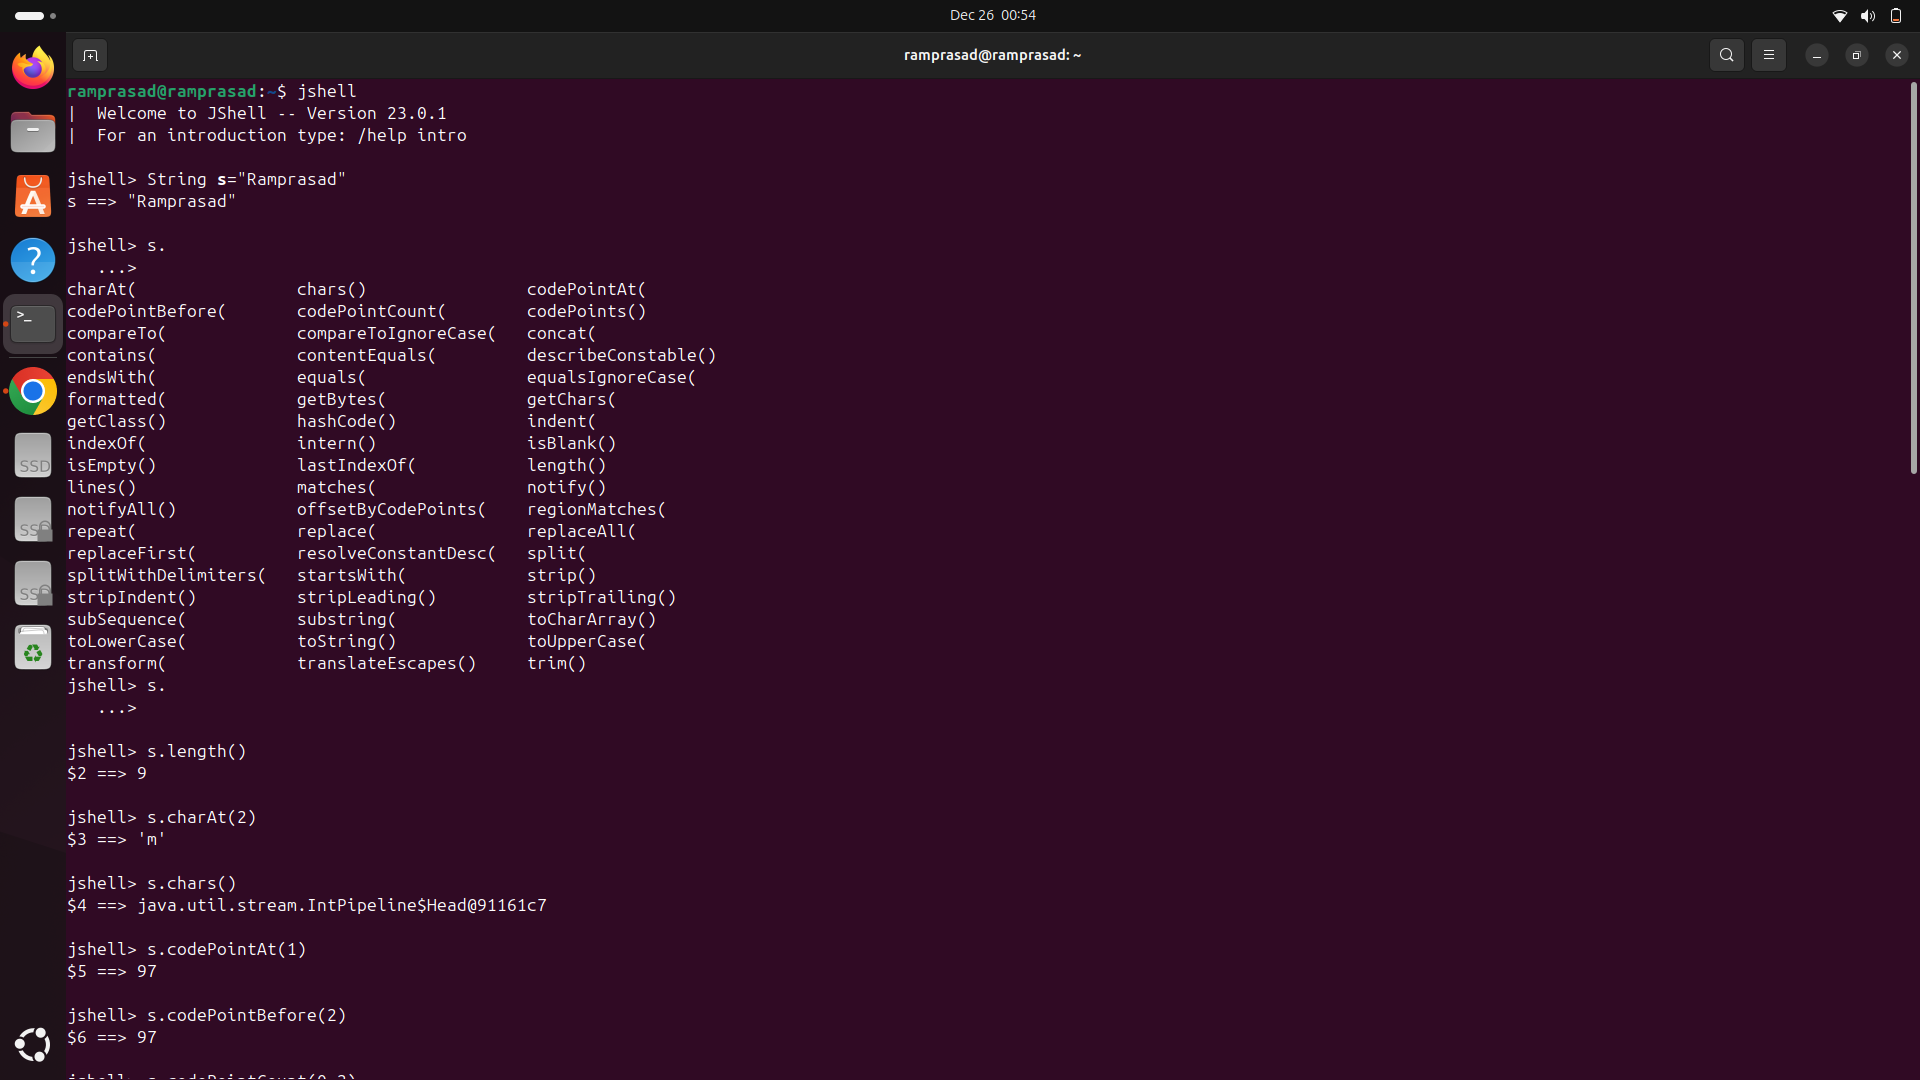 Dec 26 00:54
ramprasad@ramprasad: ~
ramprasad@ramprasad:~$ jshell
|  Welcome to JShell -- Version 23.0.1
|  For an introduction type: /help intro
jshell> String s="Ramprasad"
s ==> "Ramprasad"
jshell> s.
   ...>
charAt(                chars()                codePointAt(
codePointBefore(       codePointCount(        codePoints()
compareTo(             compareToIgnoreCase(   concat(
contains(              contentEquals(         describeConstable()
endsWith(              equals(                equalsIgnoreCase(
formatted(             getBytes(              getChars(
getClass()             hashCode()             indent(
indexOf(               intern()               isBlank()
isEmpty()              lastIndexOf(           length()
lines()                matches(               notify()
notifyAll()            offsetByCodePoints(    regionMatches(
repeat(                replace(               replaceAll(
replaceFirst(          resolveConstantDesc(   split(
splitWithDelimiters(   startsWith(            strip()
stripIndent()          stripLeading()         stripTrailing()
subSequence(           substring(             toCharArray()
toLowerCase(           toString()             toUpperCase(
transform(             translateEscapes()     trim()
jshell> s.
   ...>
jshell> s.length()
$2 ==> 9
jshell> s.charAt(2)
$3 ==> 'm'
jshell> s.chars()
$4 ==> java.util.stream.IntPipeline$Head@91161c7
jshell> s.codePointAt(1)
$5 ==> 97
jshell> s.codePointBefore(2)
$6 ==> 97
SSD